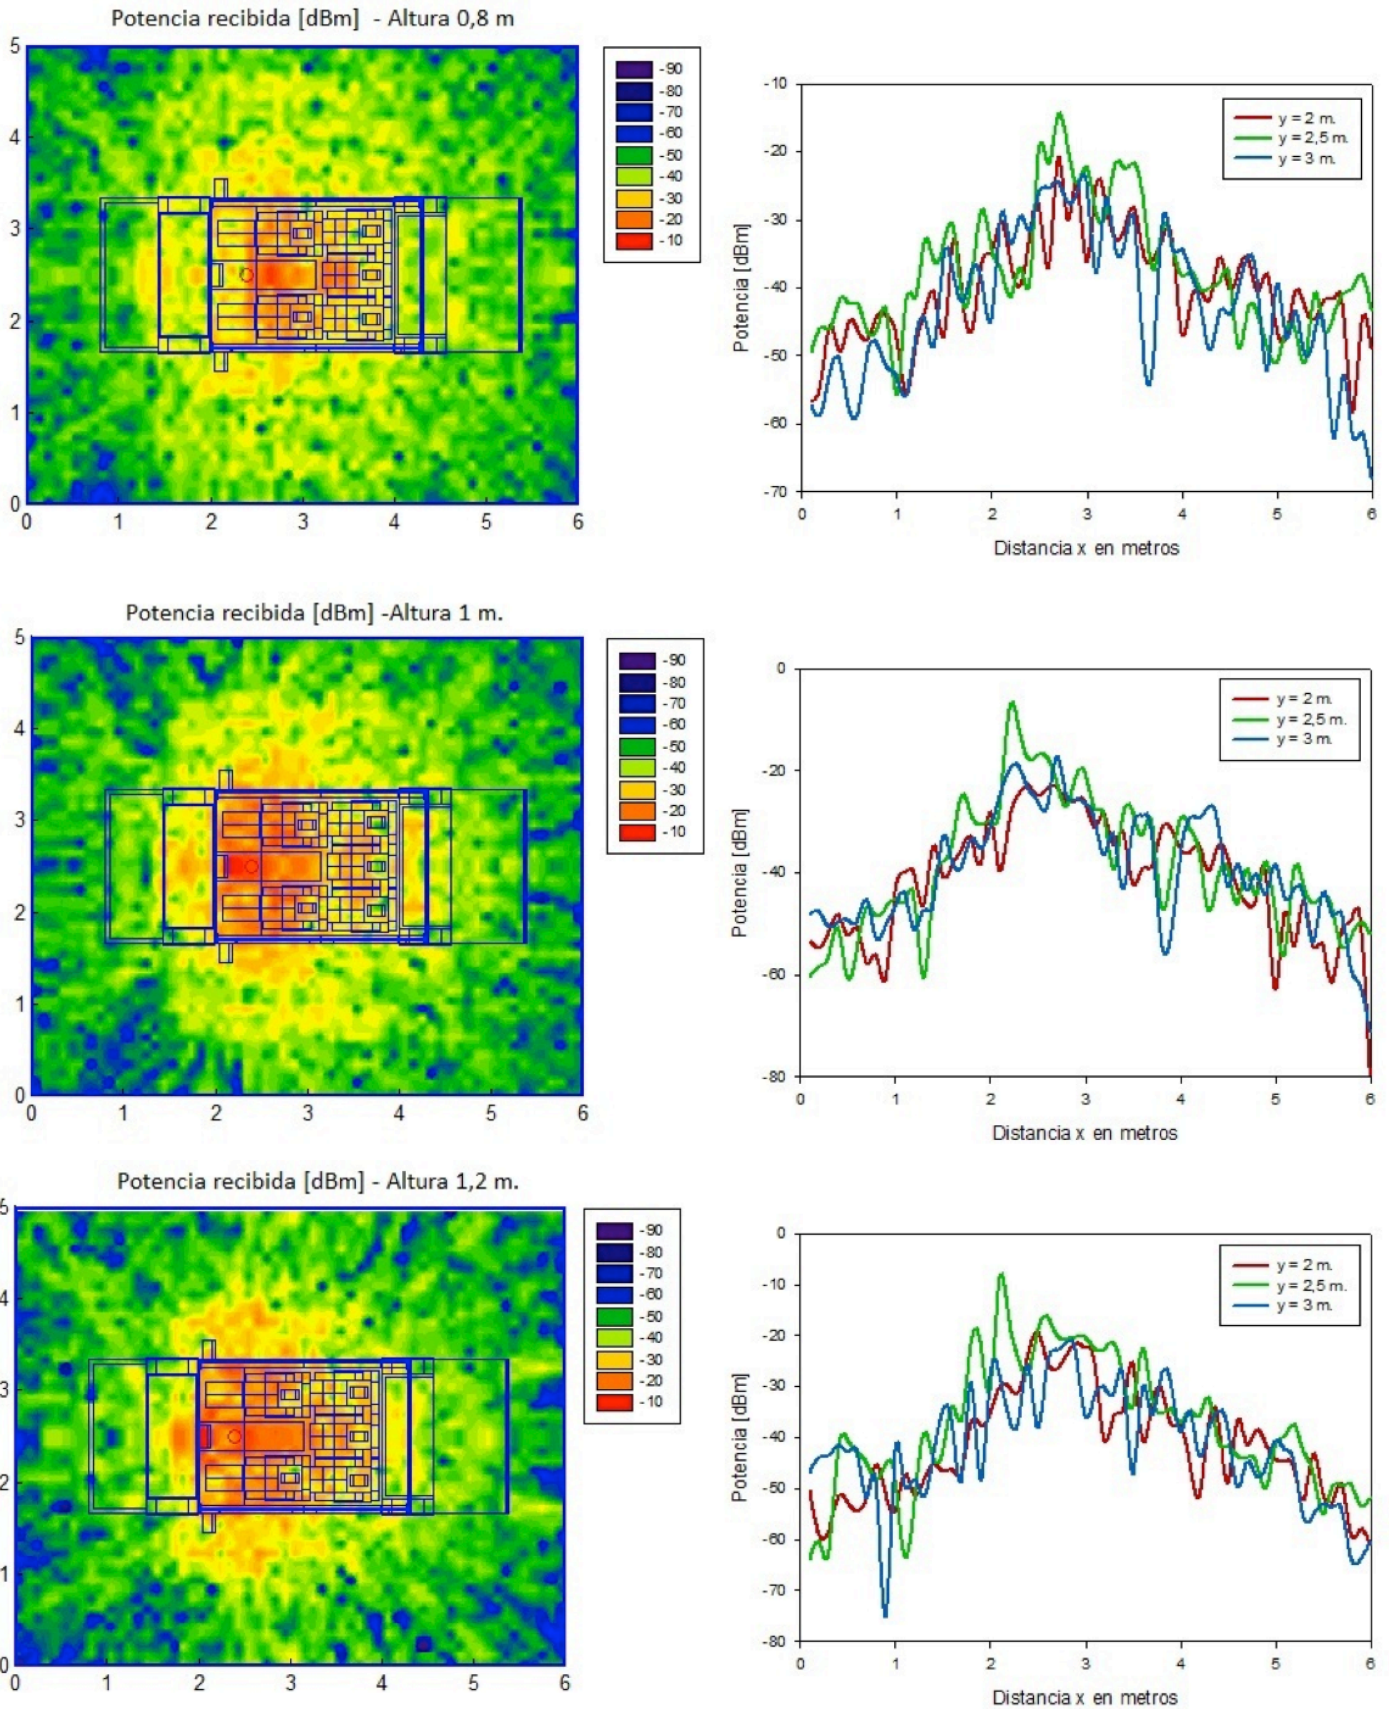 Potencia recibida [dBm] - Altura 0,8 m
5
4
3
2
1
0
0 1 2 3 4 5 6
-90
-80
-70
-60
-50
-40
-30
-20
-10
Potencia [dBm]
-10
-20
-30
-40
-50
-60
-70
0 1 2 3 4 5 6
Distancia x en metros
y = 2 m.
y = 2,5 m.
y = 3 m.
Potencia recibida [dBm] -Altura 1 m.
5
4
3
2
1
0
0 1 2 3 4 5 6
-90
-80
-70
-60
-50
-40
-30
-20
-10
Potencia [dBm]
0
-20
-40
-60
-80
0 1 2 3 4 5 6
Distancia x en metros
y = 2 m.
y = 2,5 m.
y = 3 m.
Potencia recibida [dBm] - Altura 1,2 m.
5
4
3
2
1
0
0 1 2 3 4 5 6
-90
-80
-70
-60
-50
-40
-30
-20
-10
Potencia [dBm]
0
-10
-20
-30
-40
-50
-60
-70
-80
0 1 2 3 4 5 6
Distancia x en metros
y = 2 m.
y = 2,5 m.
y = 3 m.